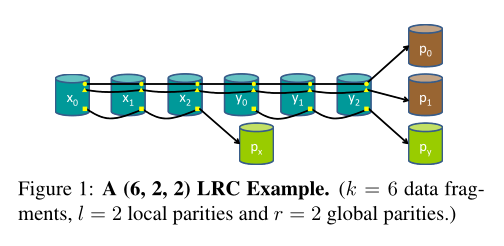 p0
x0 x1 x2 y0 y1 y2 p1
px py
Figure 1: A (6, 2, 2) LRC Example. (k = 6 data frag-
ments, l = 2 local parities and r = 2 global parities.)